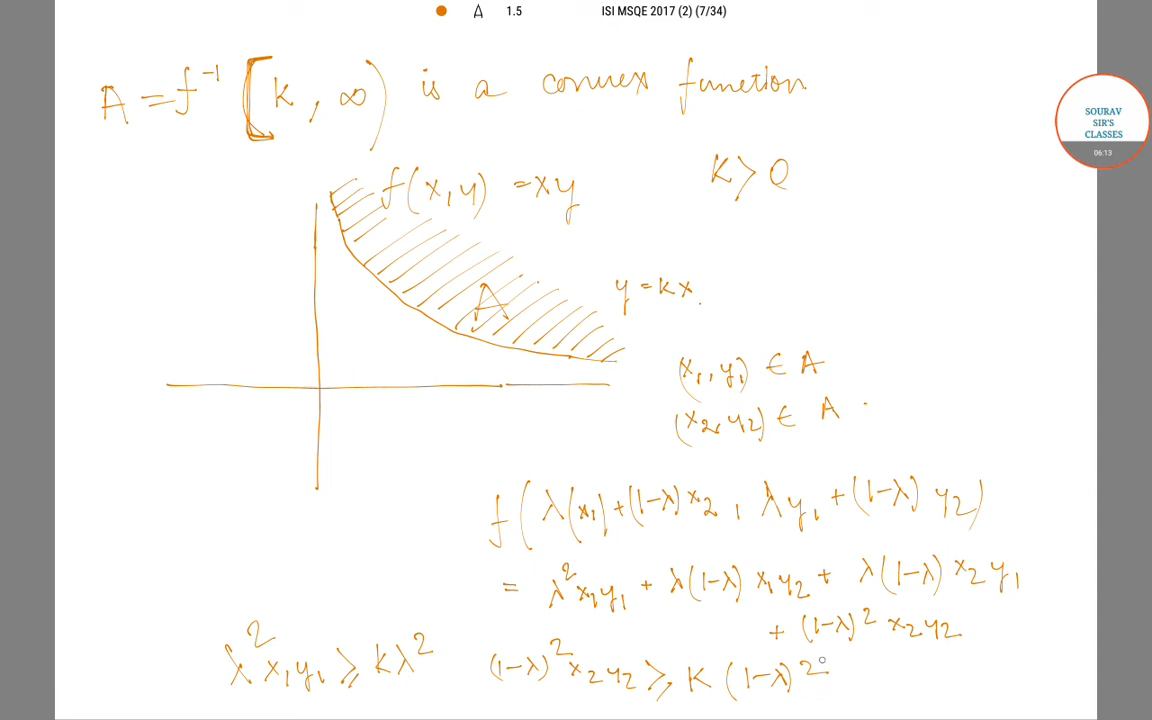 A 1.5 ISI MSQE 2017 (2) (7/34)
A = f⁻¹ [k, ∞) is a convex function
SOURAV
SIR'S
CLASSES
06:13
k > 0
f(x,y) = xy
A
y = kx.
(x₁, y₁) ∈ A
(x₂, y₂) ∈ A.
f(λ(x₁) + (1-λ)x₂, λy₁ + (1-λ)y₂)
= λ²x₁y₁ + λ(1-λ)x₁y₂ + λ(1-λ)x₂y₁
+ (1-λ)²x₂y₂
λ²x₁y₁ ≥ kλ² (1-λ)²x₂y₂ ≥ k(1-λ)²